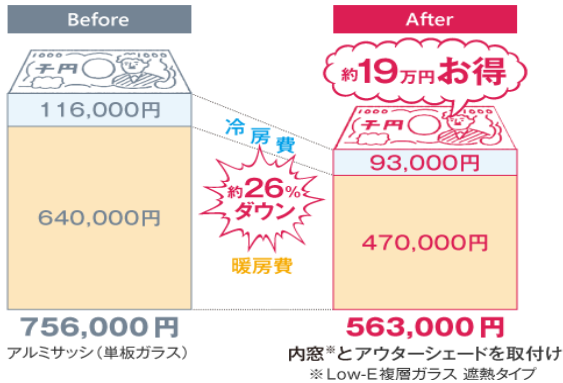 Before
After
1000
1000
千円
約19万円お得
1000
1000
千円
116,000円
冷房費
93,000円
約26%
ダウン
640,000円
470,000円
暖房費
756,000円
563,000円
アルミサッシ（単板ガラス）
内窓※とアウターシェードを取付け
※Low-E複層ガラス 遮熱タイプ